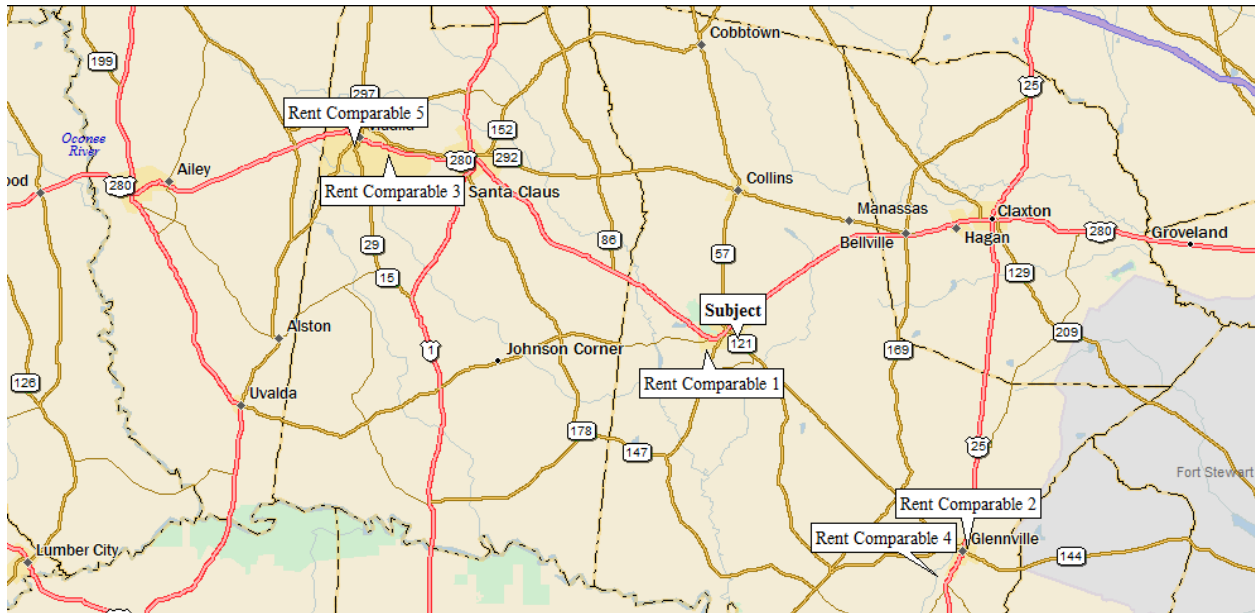 Cobbtown
199
25
297
Rent Comparable 5
152
Oconee
River
280
292
Ailey
280
Rent Comparable 3
Santa Claus
Collins
Manassas
Claxton
Bellville
Hagan
280
Groveland
29
86
57
15
129
Subject
Alston
209
121
1
Johnson Corner
169
126
Rent Comparable 1
Uvalda
178
147
25
Fort Stewart
Rent Comparable 2
Rent Comparable 4
Glennville
Lumber City
144